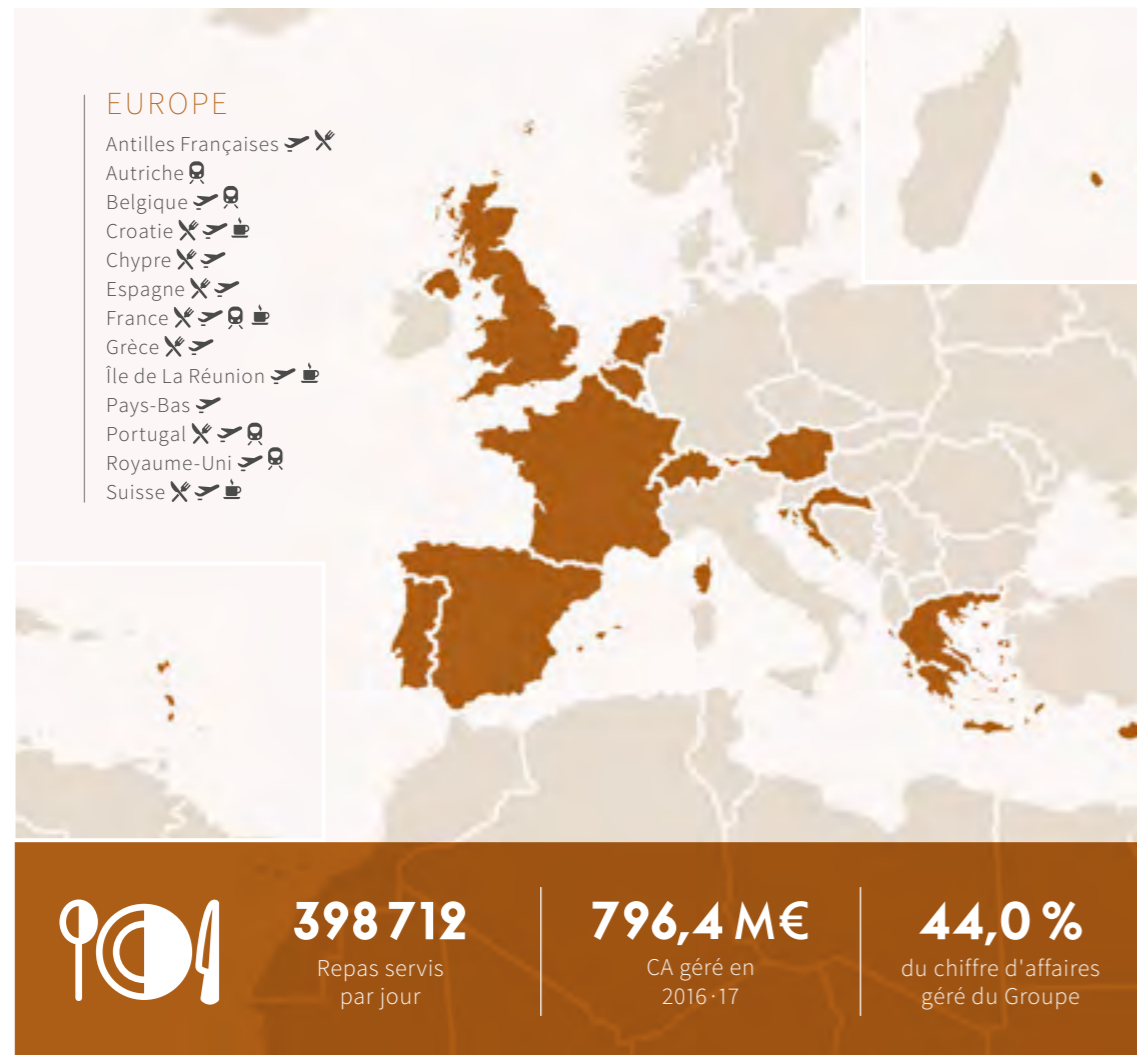 EUROPE
Antilles Françaises
Autriche
Belgique
Croatie
Chypre
Espagne
France
Grèce
Île de La Réunion
Pays-Bas
Portugal
Royaume-Uni
Suisse
398 712
Repas servis
par jour
796,4 M€
CA géré en
2016·17
44,0 %
du chiffre d'affaires
géré du Groupe